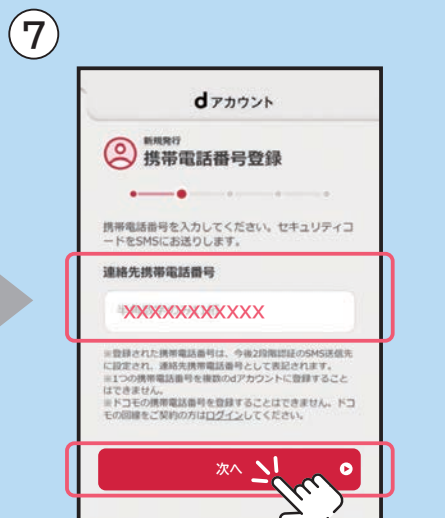 7
dアカウント
新規発行
携帯電話番号登録
携帯電話番号を入力してください。セキュリティコ
ードをSMSにお送りします。
連絡先携帯電話番号
XXXXXXXXXXX
※登録された携帯電話番号は、今後2段階認証のSMS送信先
に設定され、連絡先携帯電話番号として表記されます。
※1つの携帯電話番号を複数のdアカウントに登録すること
はできません。
※ドコモの携帯電話番号を登録することはできません。ドコ
モの回線をご契約の方はログインしてください。
次へ